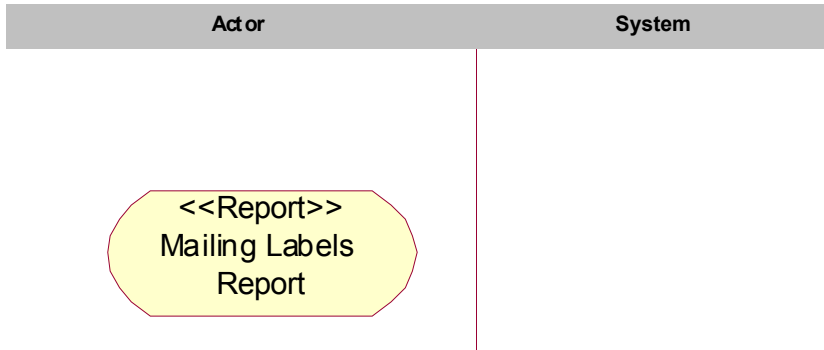 Actor
System
<<Report>>
Mailing Labels
Report